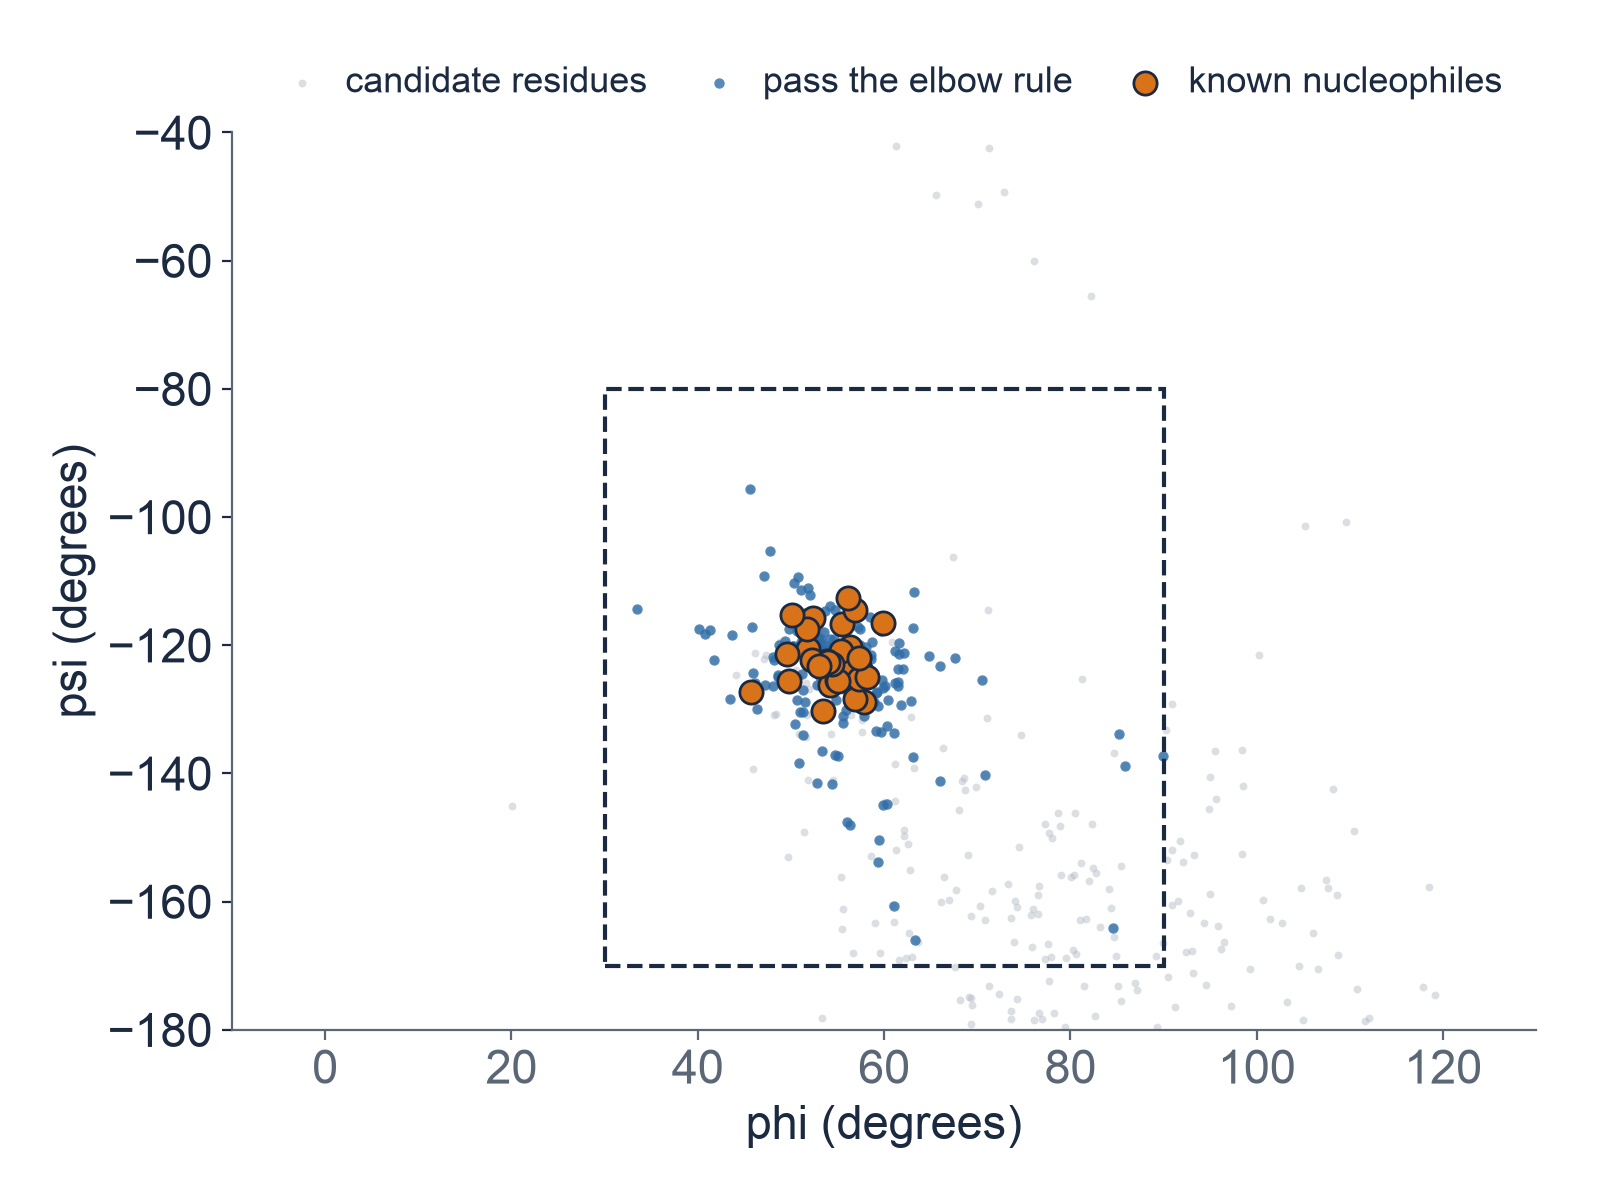 candidate residues pass the elbow rule known nucleophiles
−40
−60
−80
−100
−120
−140
−160
−180
psi (degrees)
0 20 40 60 80 100 120
phi (degrees)